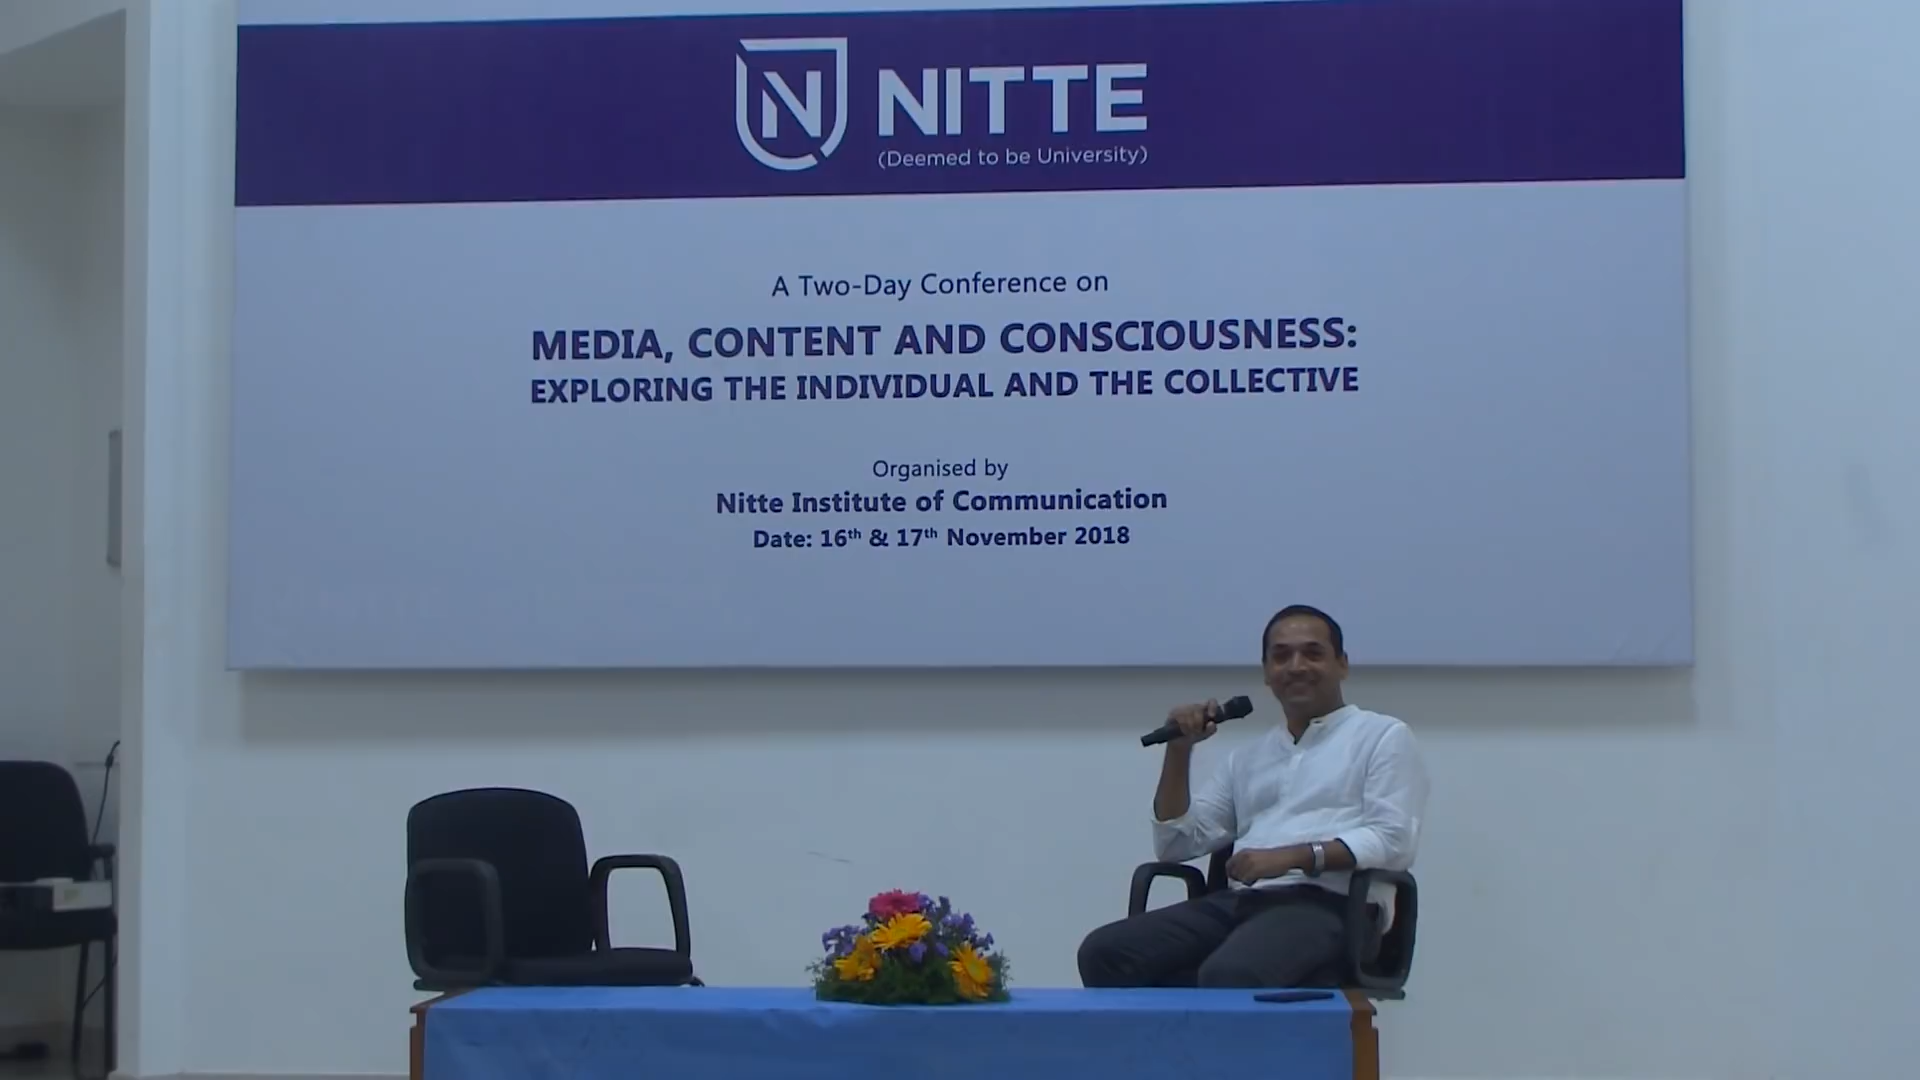 N NITTE
(Deemed to be University)
A Two-Day Conference on
MEDIA, CONTENT AND CONSCIOUSNESS:
EXPLORING THE INDIVIDUAL AND THE COLLECTIVE
Organised by
Nitte Institute of Communication
Date: 16th & 17th November 2018